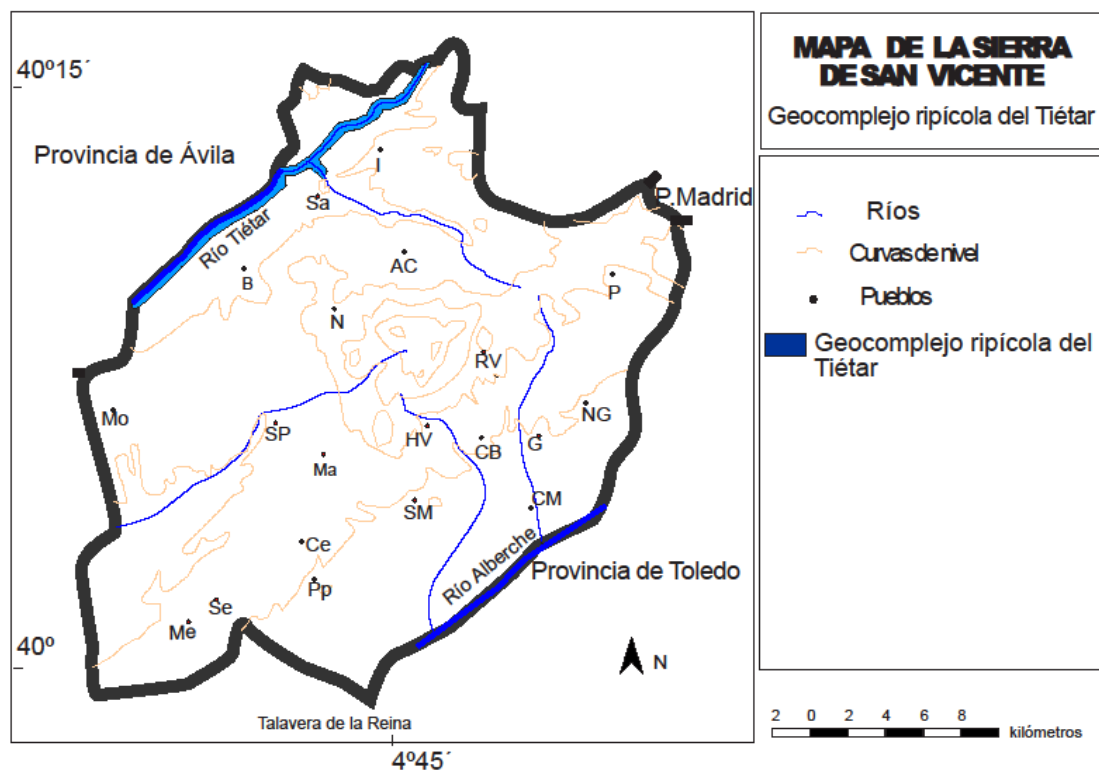 MAPA DE LA SIERRA
DE SAN VICENTE
Geocomplejo ripícola del Tiétar
40º15´
Provincia de Ávila
P.Madrid
I
Sa
Río Tiétar
B
AC
P
N
RV
Mo
NG
SP
HV
CB
G
Ma
SM
CM
Ce
Río Alberche
Provincia de Toledo
Pp
Se
Me
40º
N
Talavera de la Reina
4º45´
Ríos
Curvas de nivel
Pueblos
Geocomplejo ripícola del
Tiétar
2 0 2 4 6 8
kilómetros